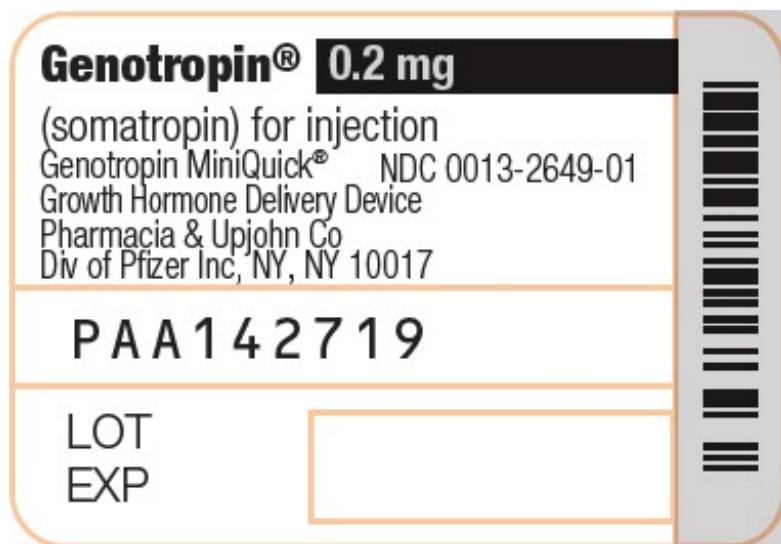 Genotropin® 0.2 mg
(somatropin) for injection
Genotropin MiniQuick® NDC 0013-2649-01
Growth Hormone Delivery Device
Pharmacia & Upjohn Co
Div of Pfizer Inc, NY, NY 10017
PAA142719
LOT
EXP